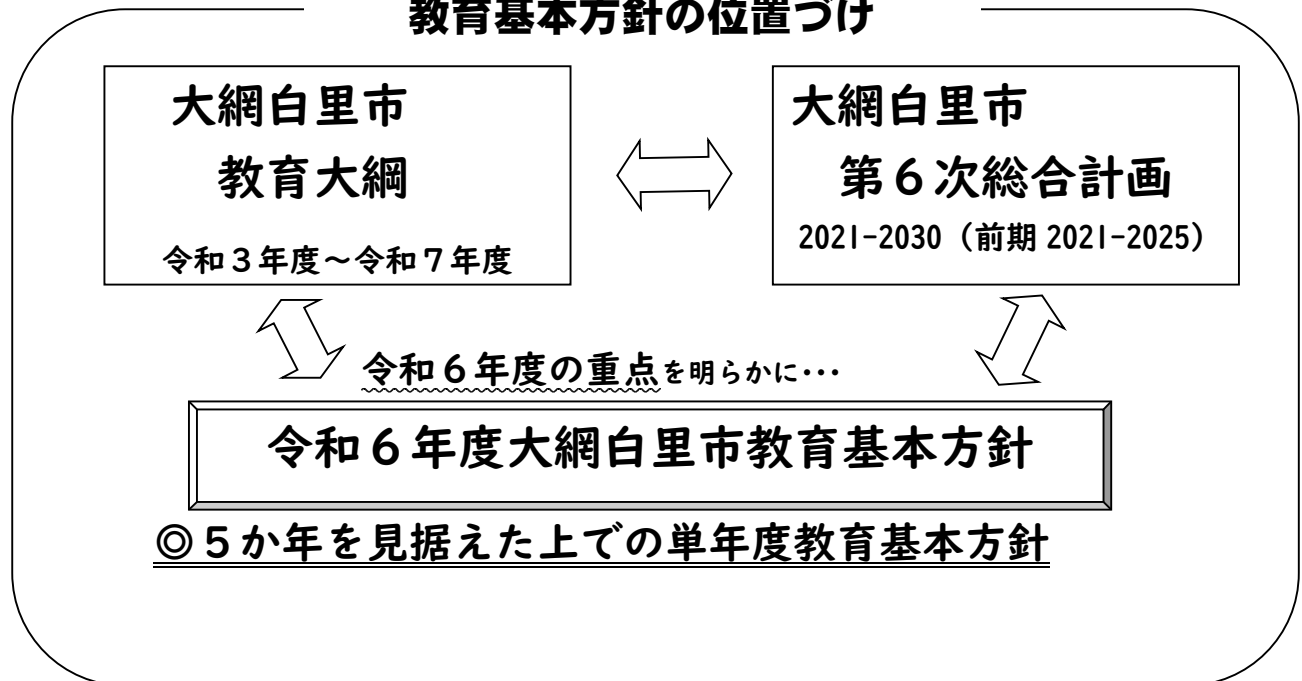 教育基本方針の位置づけ
大網白里市
教育大綱
令和３年度～令和７年度
大網白里市
第６次総合計画
2021-2030（前期 2021-2025）
令和６年度の重点を明らかに･･･
令和６年度大網白里市教育基本方針
◎５か年を見据えた上での単年度教育基本方針